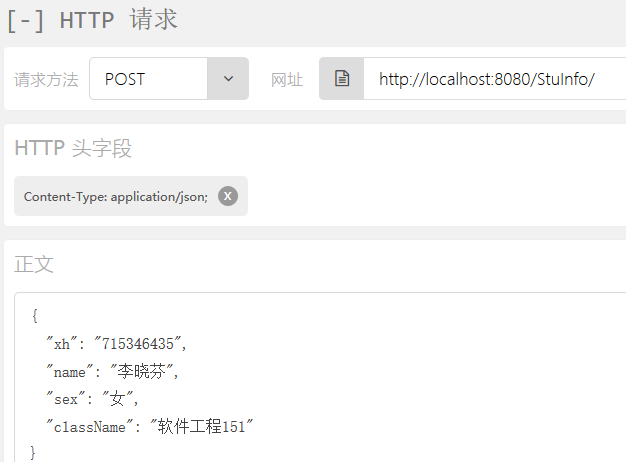 [-] HTTP 请求
请求方法 POST 网址 http://localhost:8080/StuInfo/
HTTP 头字段
Content-Type: application/json; X
正文
{
"xh": "715346435",
"name": "李晓芬",
"sex": "女",
"className": "软件工程151"
}